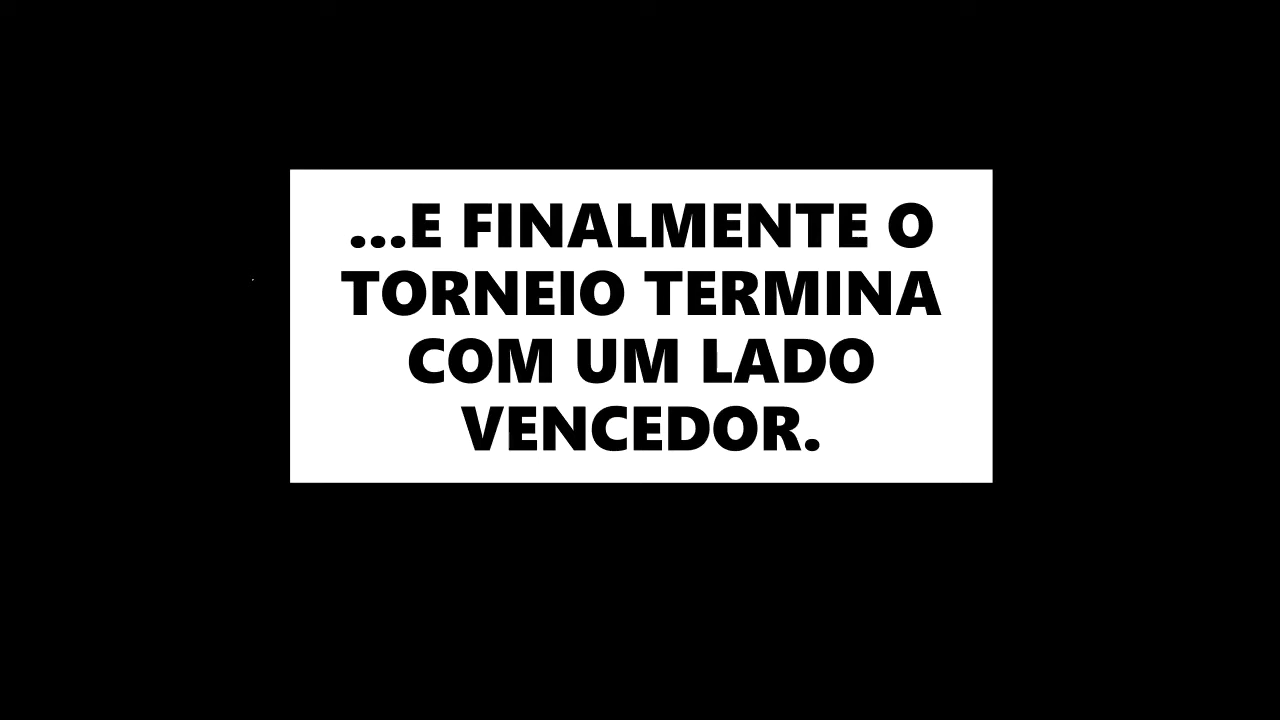 ...E FINALMENTE O
TORNEIO TERMINA
COM UM LADO
VENCEDOR.